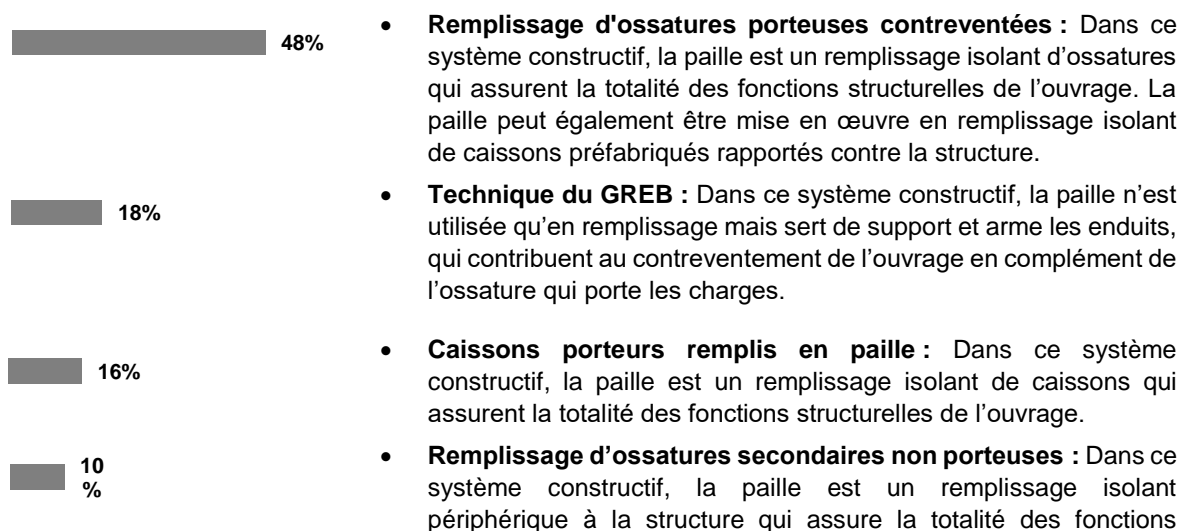 48%
• Remplissage d'ossatures porteuses contreventées : Dans ce
système constructif, la paille est un remplissage isolant d’ossatures
qui assurent la totalité des fonctions structurelles de l’ouvrage. La
paille peut également être mise en œuvre en remplissage isolant
de caissons préfabriqués rapportés contre la structure.
18%
• Technique du GREB : Dans ce système constructif, la paille n’est
utilisée qu’en remplissage mais sert de support et arme les enduits,
qui contribuent au contreventement de l’ouvrage en complément de
l’ossature qui porte les charges.
16%
• Caissons porteurs remplis en paille : Dans ce système
constructif, la paille est un remplissage isolant de caissons qui
assurent la totalité des fonctions structurelles de l’ouvrage.
10
%
• Remplissage d’ossatures secondaires non porteuses : Dans ce
système constructif, la paille est un remplissage isolant
périphérique à la structure qui assure la totalité des fonctions